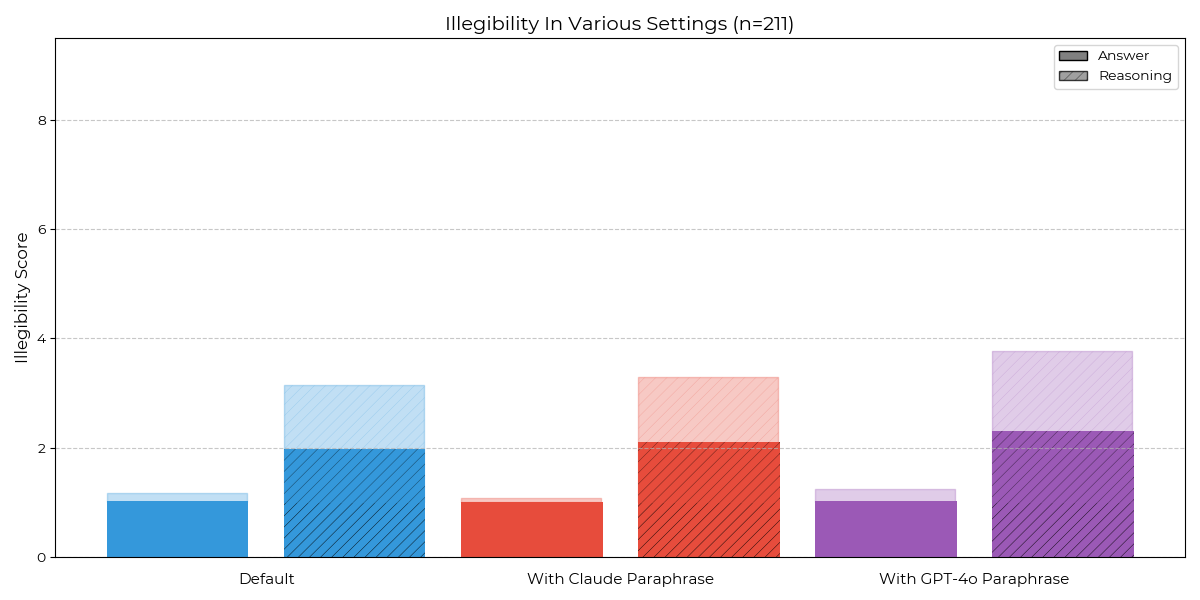 Illegibility In Various Settings (n=211)
Answer
Reasoning
Illegibility Score
8
6
4
2
0
Default
With Claude Paraphrase
With GPT-4o Paraphrase